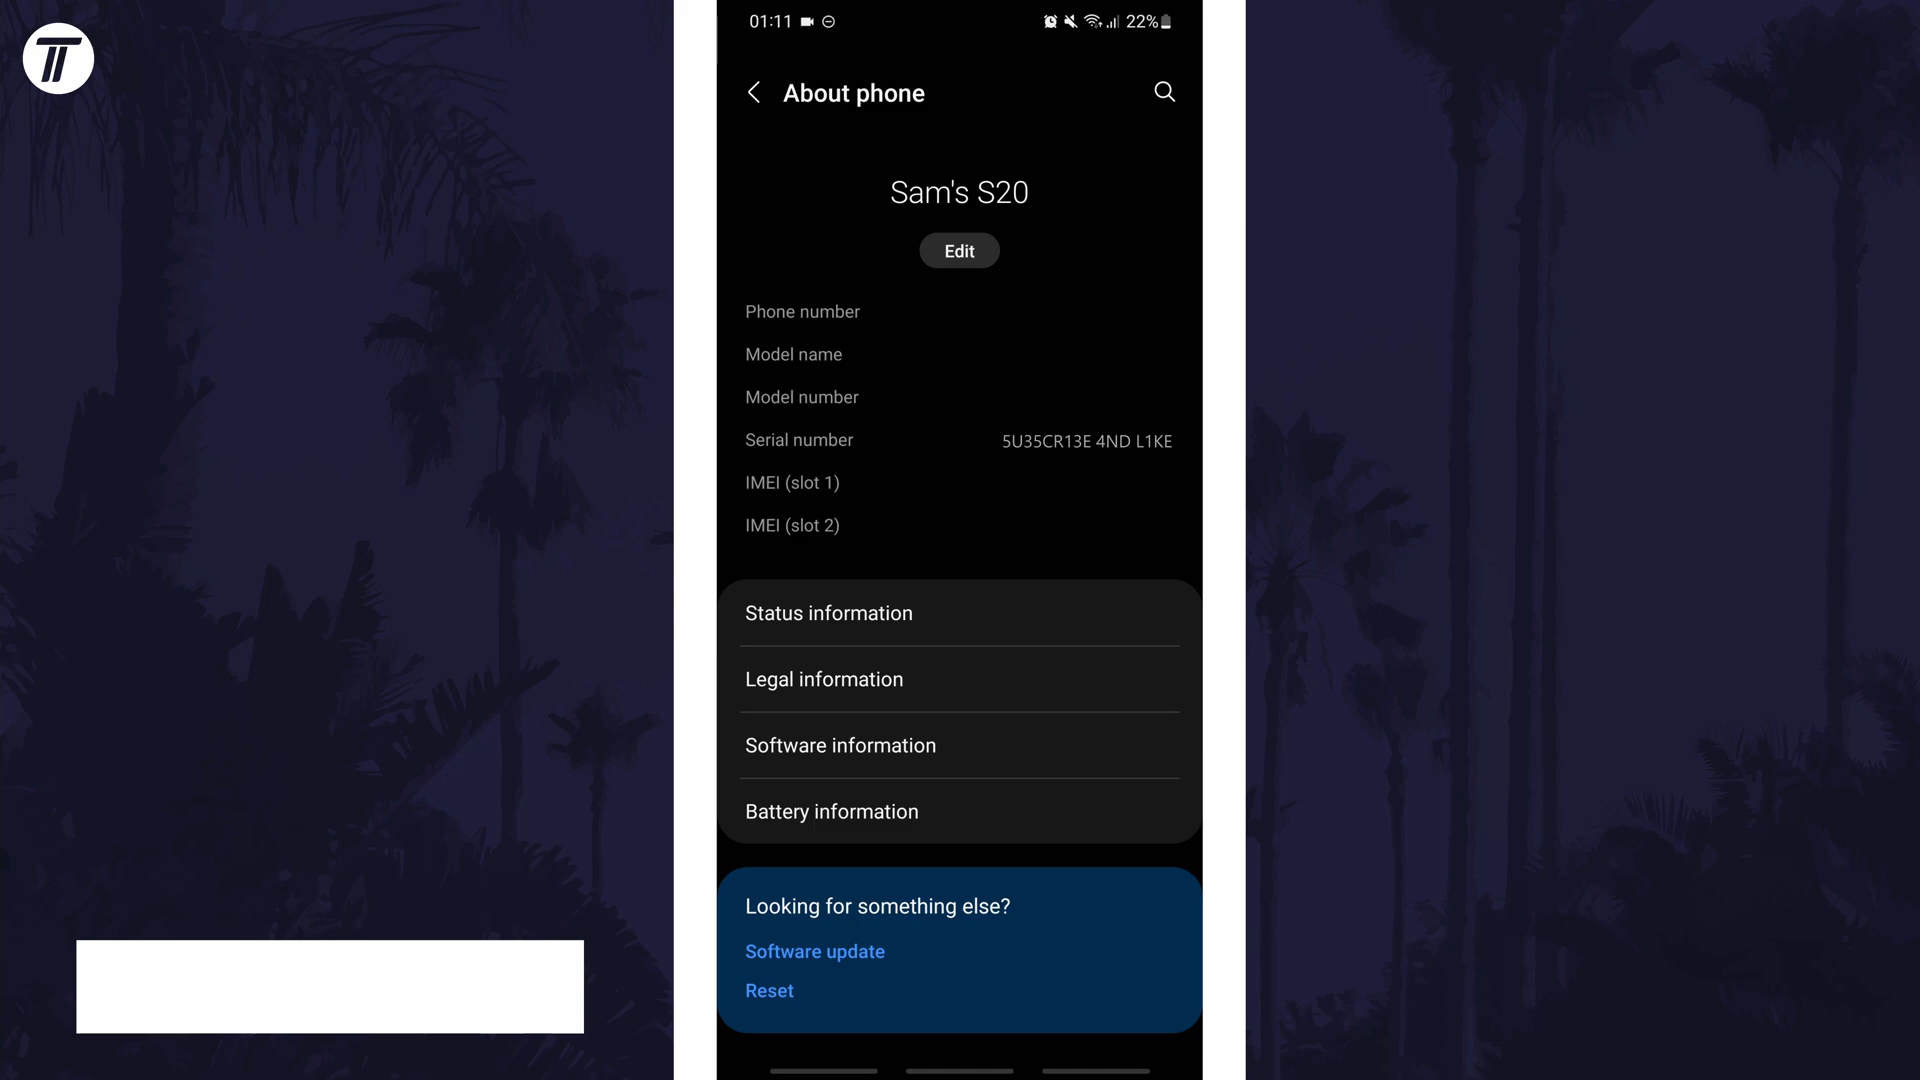 01:11 22%
About phone
Sam's S20
Edit
Phone number
Model name
Model number
Serial number 5U35CR13E 4ND L1KE
IMEI (slot 1)
IMEI (slot 2)
Status information
Legal information
Software information
Battery information
Looking for something else?
Software update
Reset